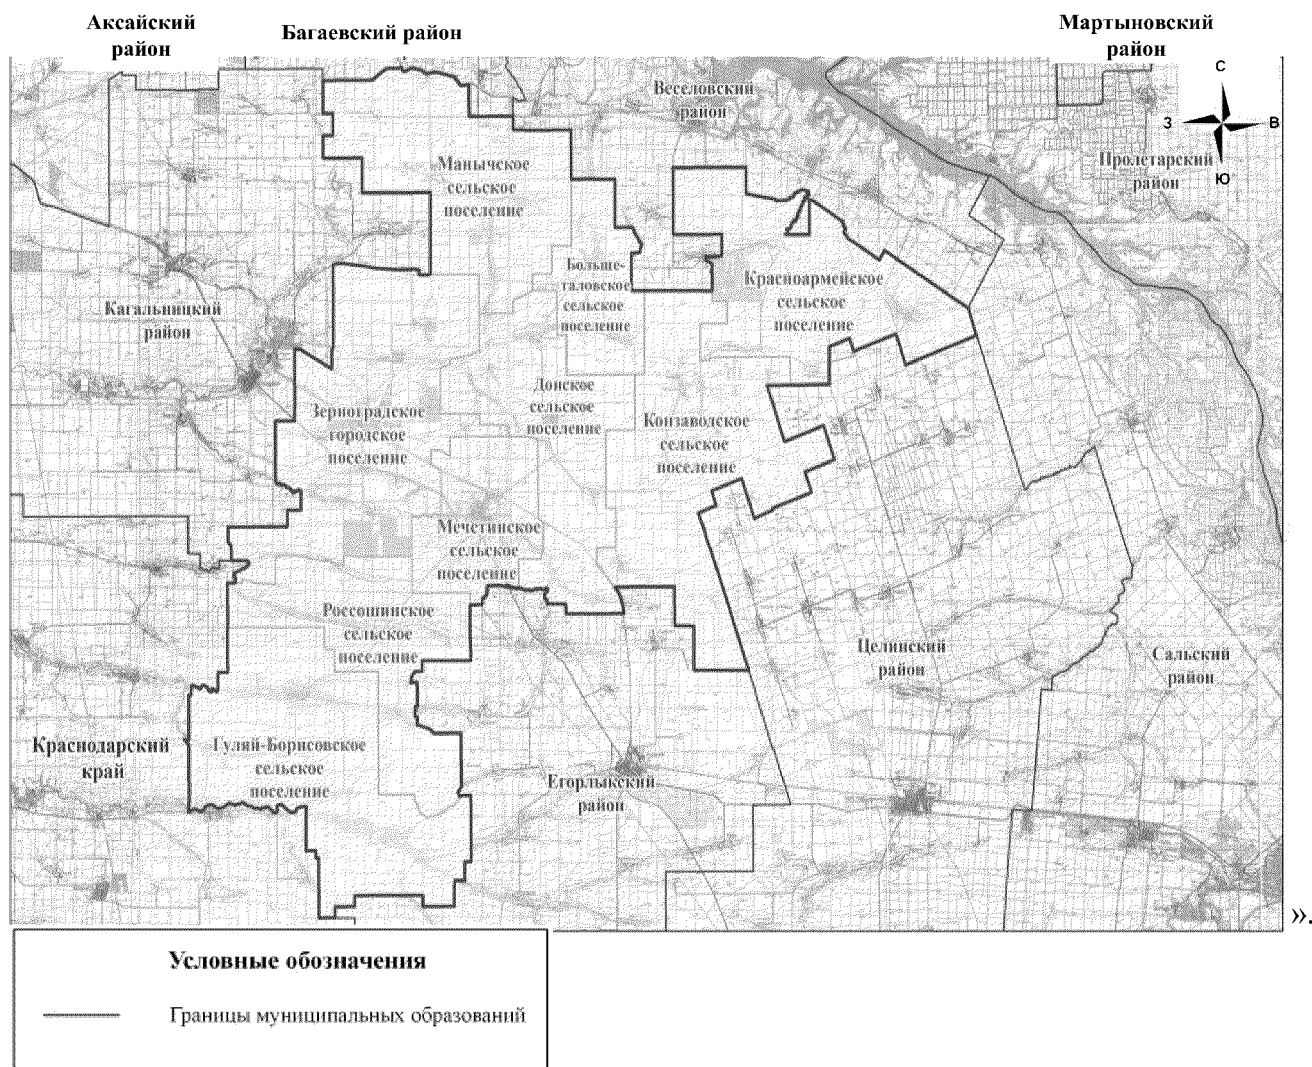 Аксайский
район
Багаевский район
Мартыновский
район
Веселовский
район
С
З
В
Ю
Пролетарский
район
Манычское
сельское
поселение
Больше-
таловское
сельское
поселение
Красноармейское
сельское
поселение
Кагальницкий
район
Зерноградское
городское
поселение
Донское
сельское
поселение
Конзаводское
сельское
поселение
Мечетинское
сельское
поселение
Россошинское
сельское
поселение
Целинский
район
Сальский
район
Краснодарский
край
Гуляй-Борисовское
сельское
поселение
Егорлыкский
район
».
Условные обозначения
Границы муниципальных образований